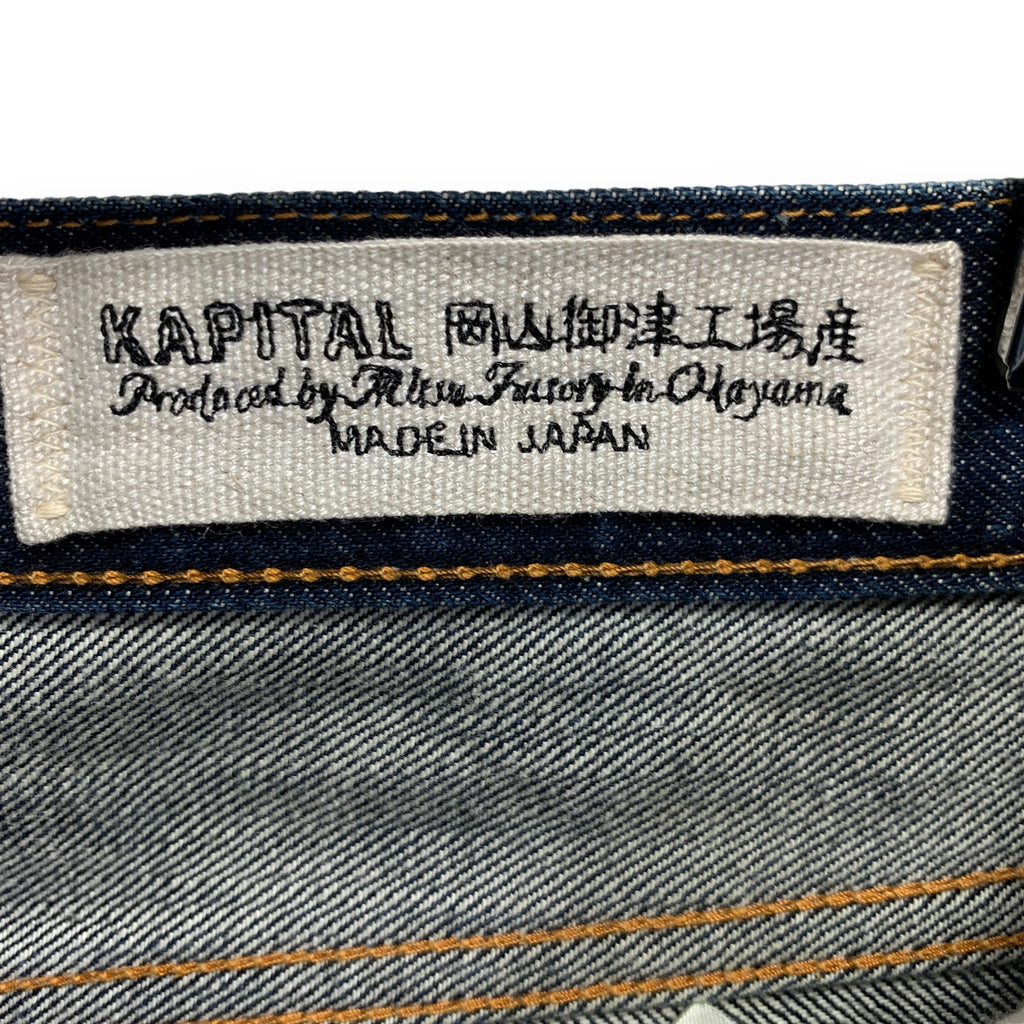 KAPITAL 岡山御津工場産
Produced by Mitsu Factory in Okayama
MADE IN JAPAN